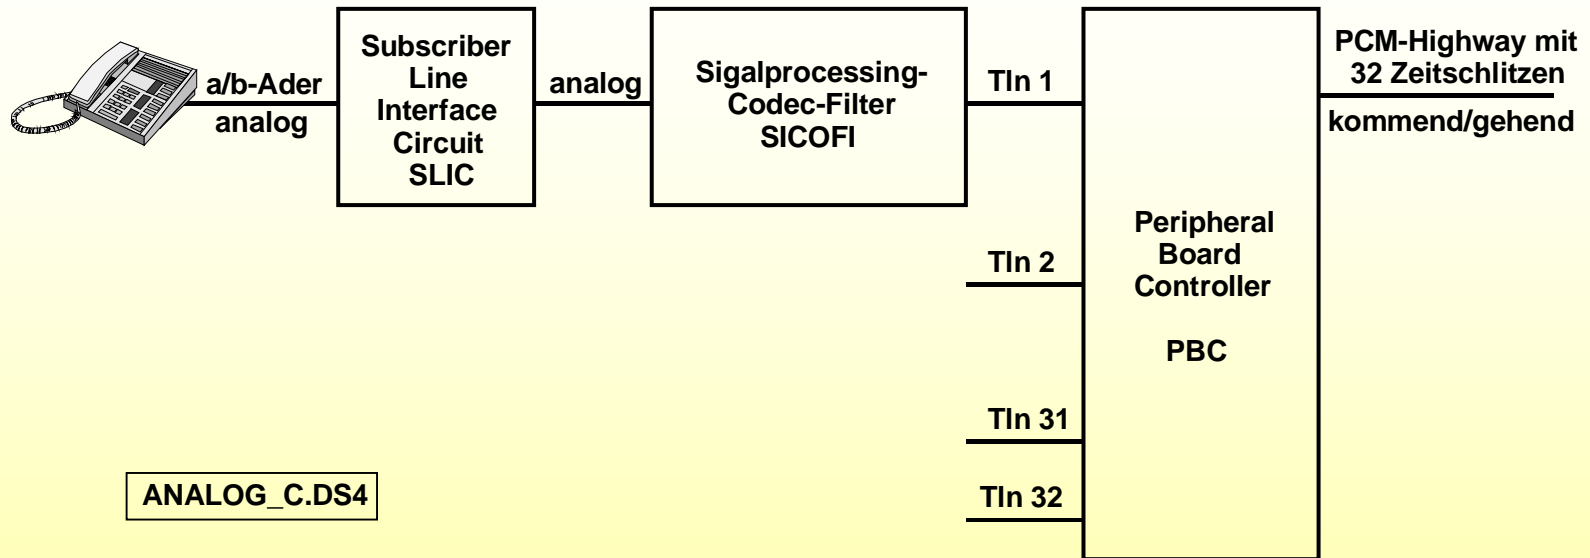 a/b-Ader
analog
Subscriber
Line
Interface
Circuit
SLIC
analog
Sigalprocessing-
Codec-Filter
SICOFI
Tln 1
Tln 2
Tln 31
Tln 32
Peripheral
Board
Controller
PBC
PCM-Highway mit
32 Zeitschlitzen
kommend/gehend
ANALOG_C.DS4